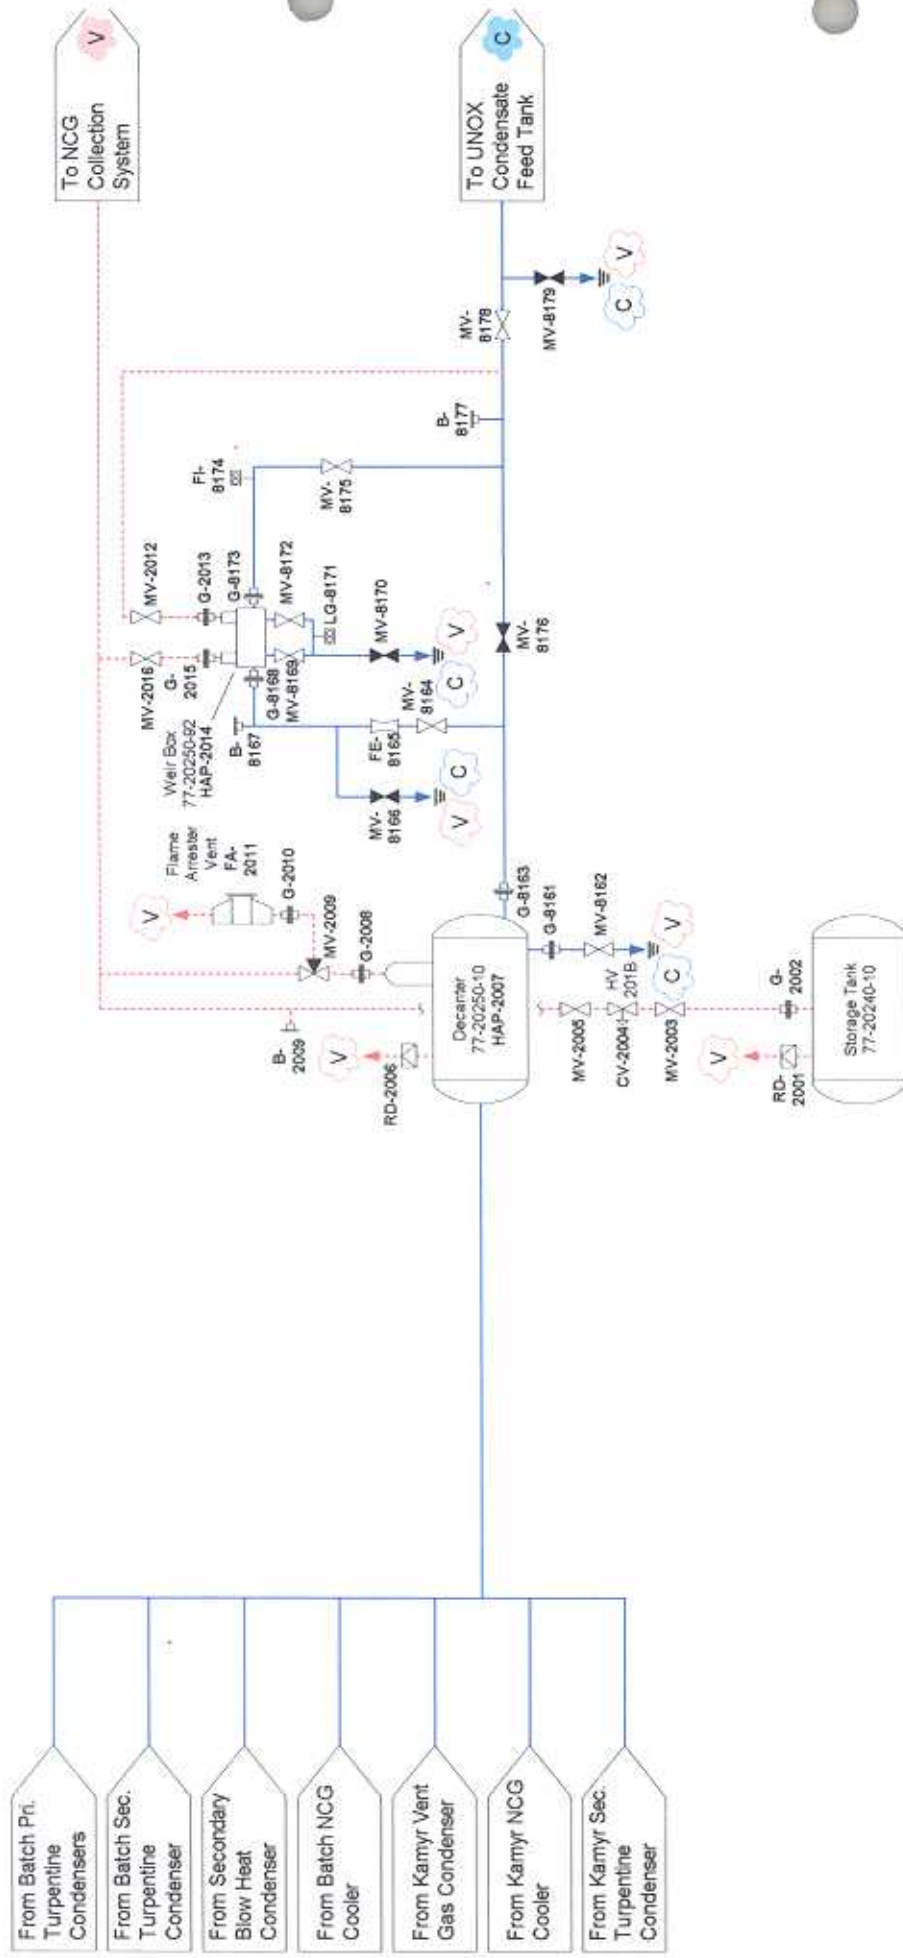 To NCG
Collection
System
V
To UNOX
Condensate
Feed Tank
C
MV-
8178
MV-8179
C
V
B-
8177
FI-
8174
MV-
8175
MV-2012
G-2013
G-8173
MV-8172
LG-8171
MV-8170
C
V
MV-
8176
MV-2016
G-
2015
Weir Box
77-20250-92
HAP-2014
G-8168
MV-8169
B-
8167
FE-
8165
MV-
8164
MV-
8166
V
C
Flame
Arrester
Vent
FA-
2011
V
G-2010
MV-2009
G-2008
B-
2009
V
RD-2006
Decanter
77-20250-10
HAP-2007
G-8163
G-8161
MV-8162
C
V
MV-2005
HV
201B
CV-2004
MV-2003
G-
2002
V
RD-
2001
Storage Tank
77-20240-10
From Batch Pri.
Turpentine
Condensers
From Batch Sec.
Turpentine
Condenser
From Secondary
Blow Heat
Condenser
From Batch NCG
Cooler
From Kamyr Vent
Gas Condenser
From Kamyr NCG
Cooler
From Kamyr Sec.
Turpentine
Condenser